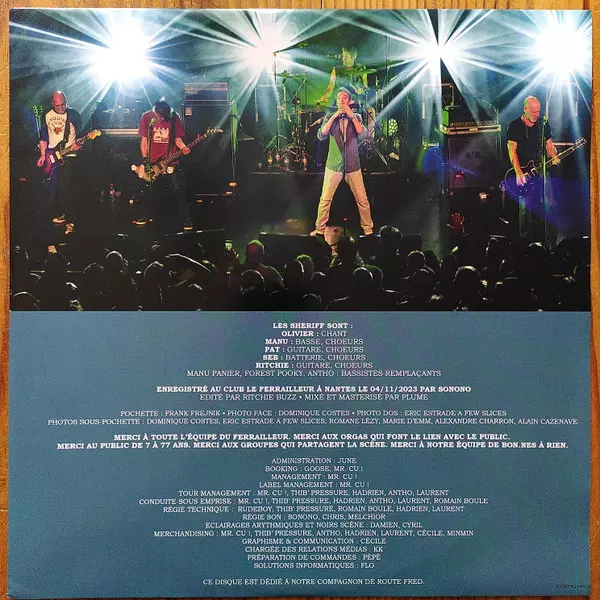 LES SHERIFF SONT :
OLIVIER : CHANT
MANU : BASSE, CHOEURS
PAT : GUITARE, CHOEURS
SEB : BATTERIE, CHOEURS
RITCHIE : GUITARE, CHOEURS
MANU PANIER, FOREST POOKY, ANTHO : BASSISTES REMPLAÇANTS
ENREGISTRÉ AU CLUB LE FERRAILLEUR À NANTES LE 04/11/2023 PAR SONONO
EDITÉ PAR RITCHIE BUZZ • MIXÉ ET MASTERISÉ PAR PLUME
POCHETTE : FRANK FREJNIK • PHOTO FACE : DOMINIQUE COSTES • PHOTO DOS : ERIC ESTRADE A FEW SLICES
PHOTOS SOUS-POCHETTE : DOMINIQUE COSTES, ERIC ESTRADE A FEW SLICES, ROMANE LÉZY, MARIE D'EMM, ALEXANDRE CHARRON, ALAIN CAZENAVE
MERCI À TOUTE L'ÉQUIPE DU FERRAILLEUR. MERCI AUX ORGAS QUI FONT LE LIEN AVEC LE PUBLIC.
MERCI AU PUBLIC DE 7 À 77 ANS. MERCI AUX GROUPES QUI PARTAGENT LA SCÈNE. MERCI À NOTRE ÉQUIPE DE BON.NES À RIEN.
ADMINISTRATION : JUNE
BOOKING : GOOSE, MR. CU !
MANAGEMENT : MR. CU !
LABEL MANAGEMENT : MR. CU !
TOUR MANAGEMENT : MR. CU !, THIB' PRESSURE, HADRIEN, ANTHO, LAURENT
CONDUITE SOUS EMPRISE : MR. CU !, THIB' PRESSURE, HADRIEN, ANTHO, LAURENT, ROMAIN BOULE
RÉGIE TECHNIQUE : RUDEBOY, THIB' PRESSURE, ROMAIN BOULE, HADRIEN, LAURENT
RÉGIE SON : SONONO, CHRIS, MELCHIOR
ECLAIRAGES ARYTHMIQUES ET NOIRS SCÈNE : DAMIEN, CYRIL
MERCHANDISING : MR. CU !, THIB' PRESSURE, ANTHO, HADRIEN, LAURENT, CÉCILE, MINMIN
GRAPHISME & COMMUNICATION : CÉCILE
CHARGÉE DES RELATIONS MÉDIAS : KK
PRÉPARATION DE COMMANDES : PÉPÉ
SOLUTIONS INFORMATIQUES : FLO
CE DISQUE EST DÉDIÉ À NOTRE COMPAGNON DE ROUTE FRED.